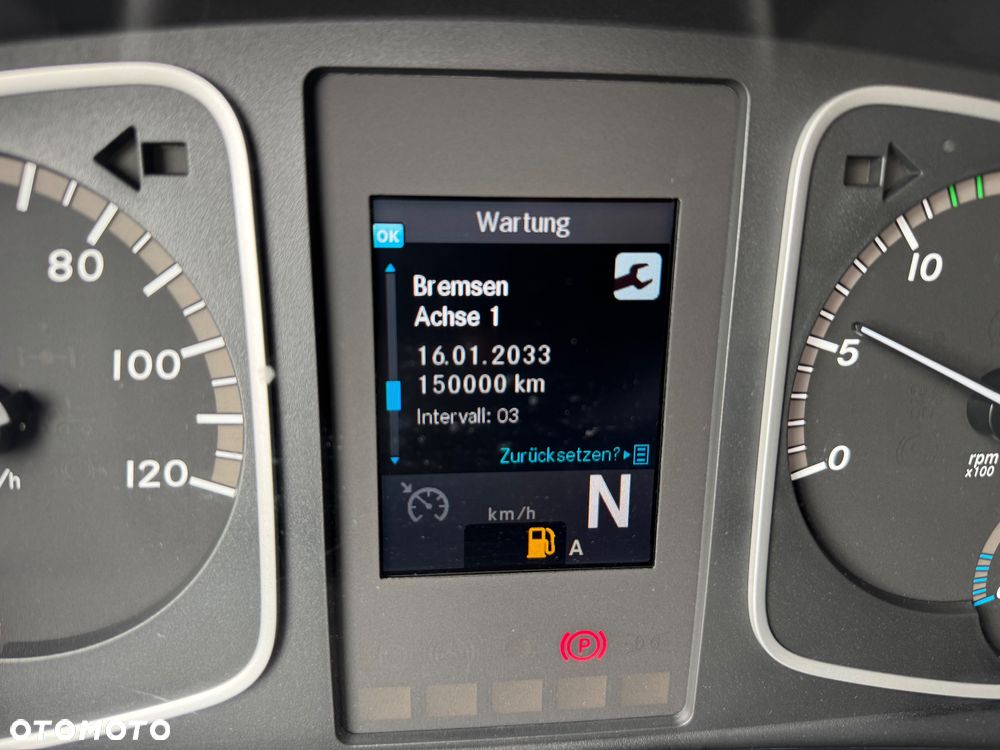 Wartung
OK
Bremsen
Achse 1
16.01.2033
150000 km
Intervall: 03
Zurücksetzen?
km/h
N
A
P
80
100
120
/h
10
5
0
rpm
x100
OTOMOTO